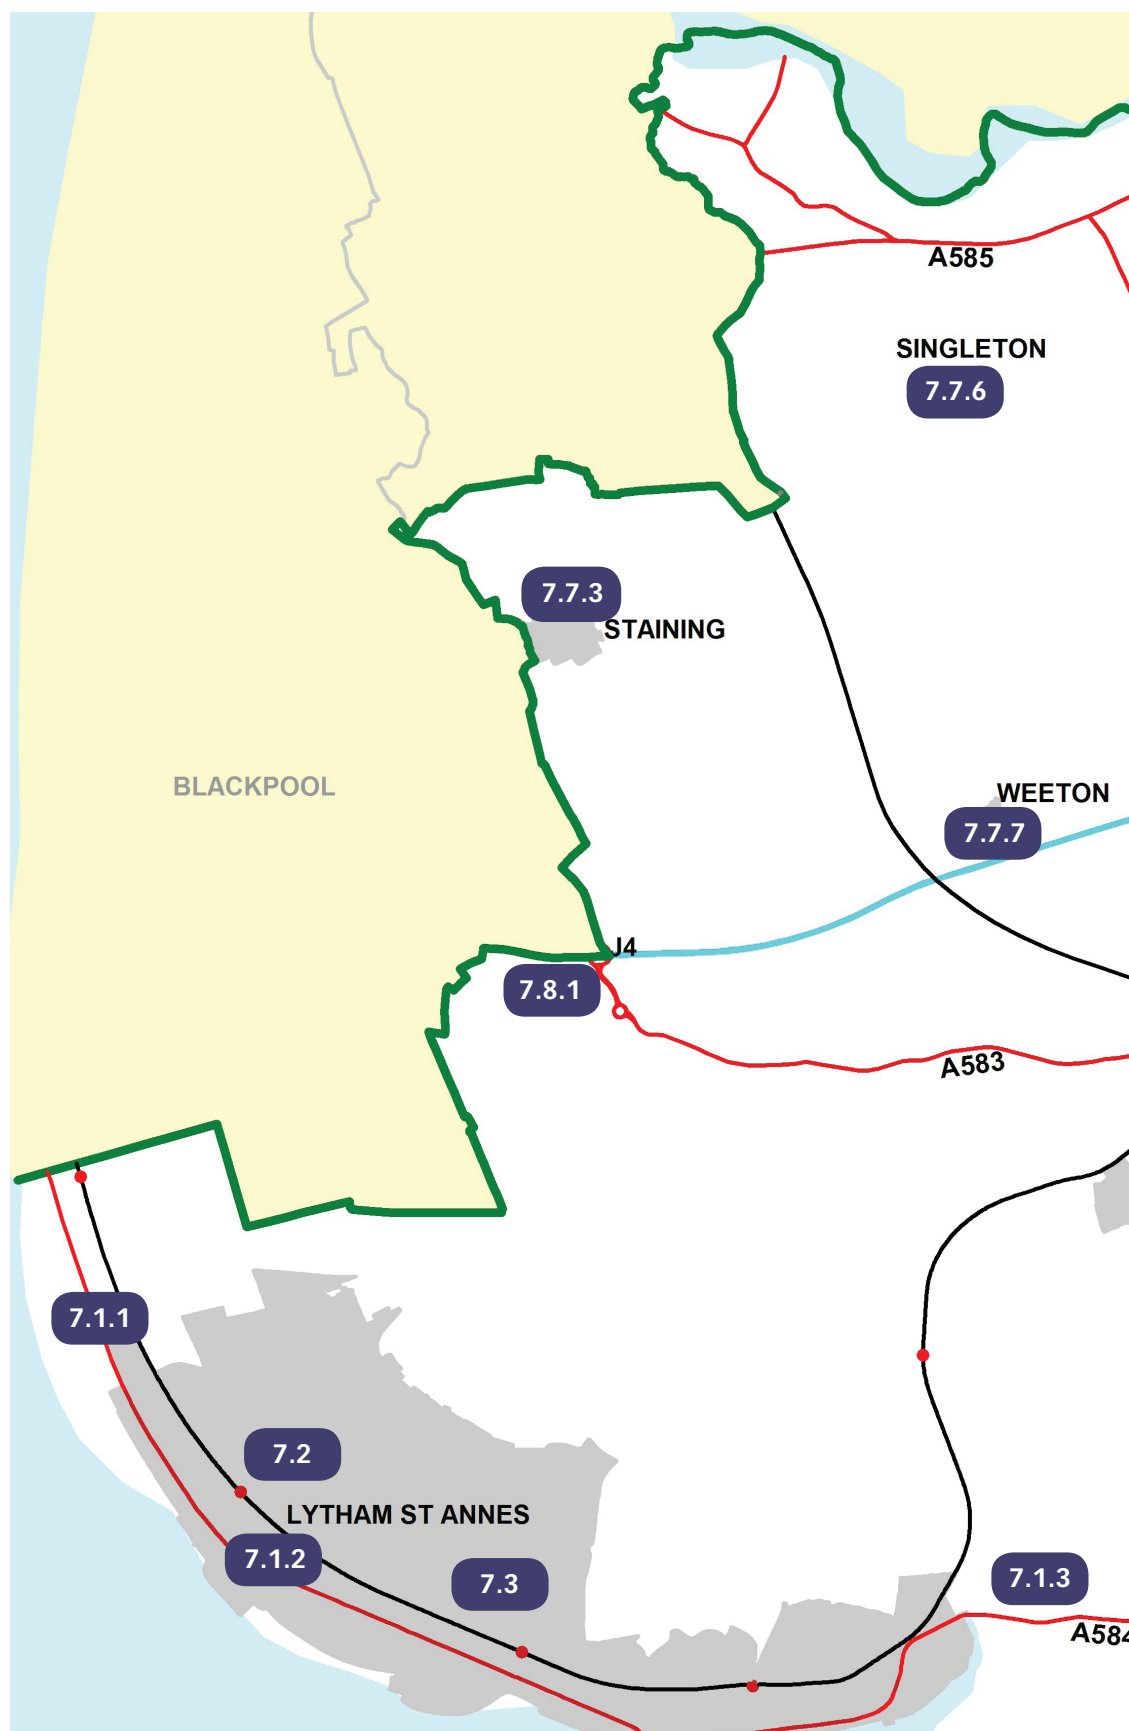 A585
SINGLETON
7.7.6
7.7.3
STAINING
BLACKPOOL
WEETON
7.7.7
J4
7.8.1
A583
7.1.1
7.2
LYTHAM ST ANNES
7.1.2
7.3
7.1.3
A584